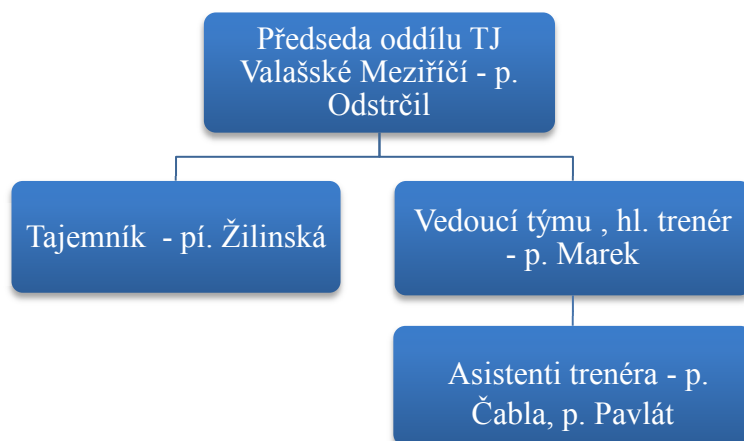 Předseda oddílu TJ
Valašské Meziříčí - p.
Odstrčil
Tajemník - pí. Žilinská
Vedoucí týmu , hl. trenér
- p. Marek
Asistenti trenéra - p.
Čabla, p. Pavlát